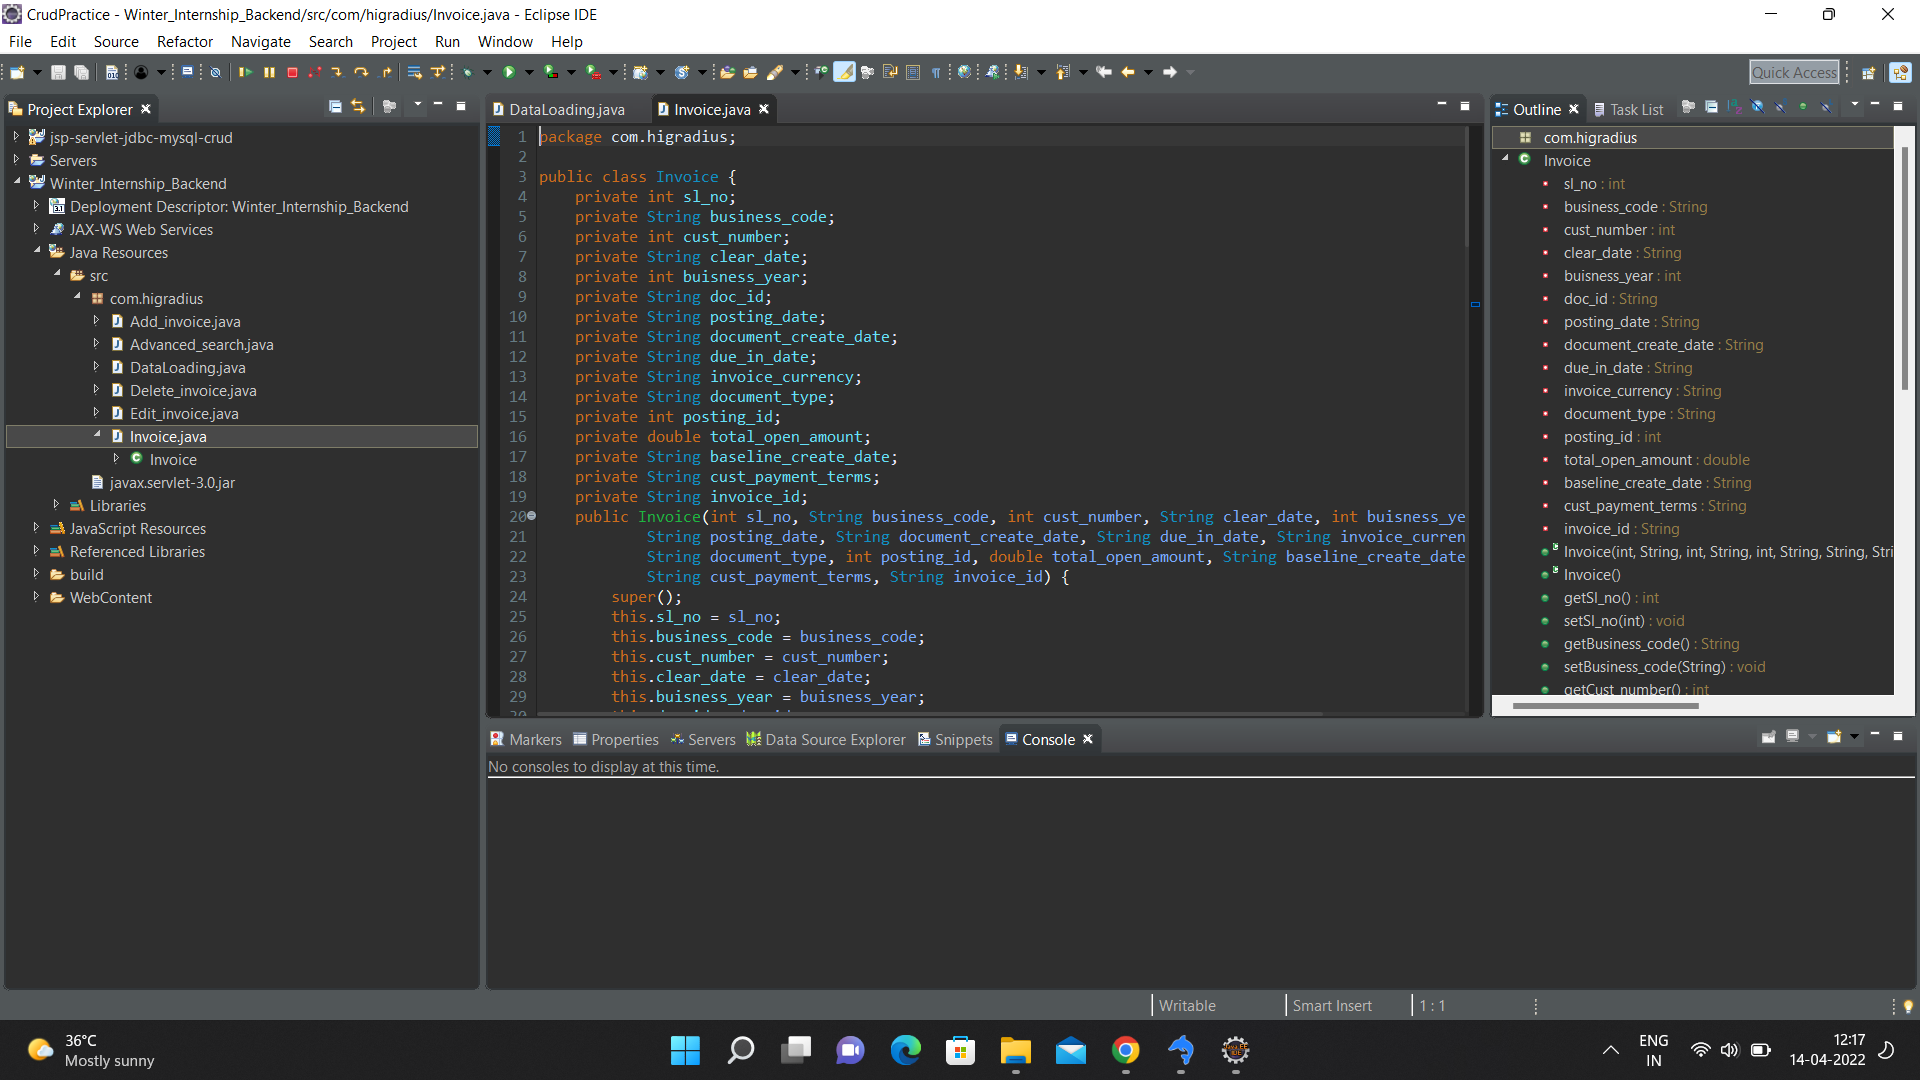 CrudPractice - Winter_Internship_Backend/src/com/higradius/Invoice.java - Eclipse IDE
File Edit Source Refactor Navigate Search Project Run Window Help
Quick Access
Project Explorer
jsp-servlet-jdbc-mysql-crud
Servers
Winter_Internship_Backend
Deployment Descriptor: Winter_Internship_Backend
JAX-WS Web Services
Java Resources
src
com.higradius
Add_invoice.java
Advanced_search.java
DataLoading.java
Delete_invoice.java
Edit_invoice.java
Invoice.java
Invoice
javax.servlet-3.0.jar
Libraries
JavaScript Resources
Referenced Libraries
build
WebContent
DataLoading.java Invoice.java
1 package com.higradius;
2
3 public class Invoice {
4 private int sl_no;
5 private String business_code;
6 private int cust_number;
7 private String clear_date;
8 private int buisness_year;
9 private String doc_id;
10 private String posting_date;
11 private String document_create_date;
12 private String due_in_date;
13 private String invoice_currency;
14 private String document_type;
15 private int posting_id;
16 private double total_open_amount;
17 private String baseline_create_date;
18 private String cust_payment_terms;
19 private String invoice_id;
20 public Invoice(int sl_no, String business_code, int cust_number, String clear_date, int buisness_ye
21 String posting_date, String document_create_date, String due_in_date, String invoice_curren
22 String document_type, int posting_id, double total_open_amount, String baseline_create_date
23 String cust_payment_terms, String invoice_id) {
24 super();
25 this.sl_no = sl_no;
26 this.business_code = business_code;
27 this.cust_number = cust_number;
28 this.clear_date = clear_date;
29 this.buisness_year = buisness_year;
Outline Task List
com.higradius
Invoice
sl_no : int
business_code : String
cust_number : int
clear_date : String
buisness_year : int
doc_id : String
posting_date : String
document_create_date : String
due_in_date : String
invoice_currency : String
document_type : String
posting_id : int
total_open_amount : double
baseline_create_date : String
cust_payment_terms : String
invoice_id : String
Invoice(int, String, int, String, int, String, String, Stri
Invoice()
getSl_no() : int
setSl_no(int) : void
getBusiness_code() : String
setBusiness_code(String) : void
getCust_number() : int
Markers Properties Servers Data Source Explorer Snippets Console
No consoles to display at this time.
Writable Smart Insert 1 : 1
36°C
Mostly sunny
ENG
IN
12:17
14-04-2022